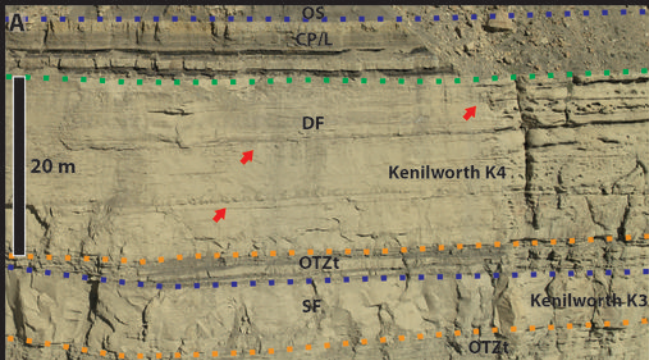 A
OS
CP/L
DF
20 m
Kenilworth K4
OTZt
SF
Kenilworth K3
OTZt